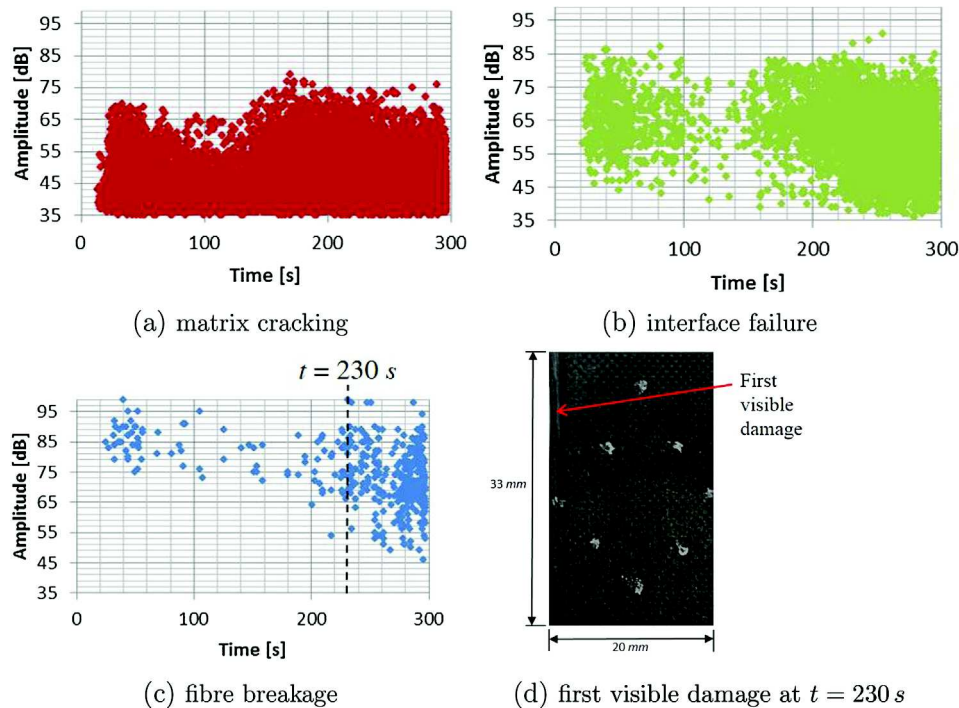 95
85
75
65
55
45
35
Amplitude [dB]
0 100 200 300
Time [s]
(a) matrix cracking
95
85
75
65
55
45
35
Amplitude [dB]
0 100 200 300
Time [s]
(b) interface failure
t = 230 s
95
85
75
65
55
45
35
Amplitude [dB]
0 100 200 300
Time [s]
(c) fibre breakage
First
visible
damage
33 mm
20 mm
(d) first visible damage at t = 230 s